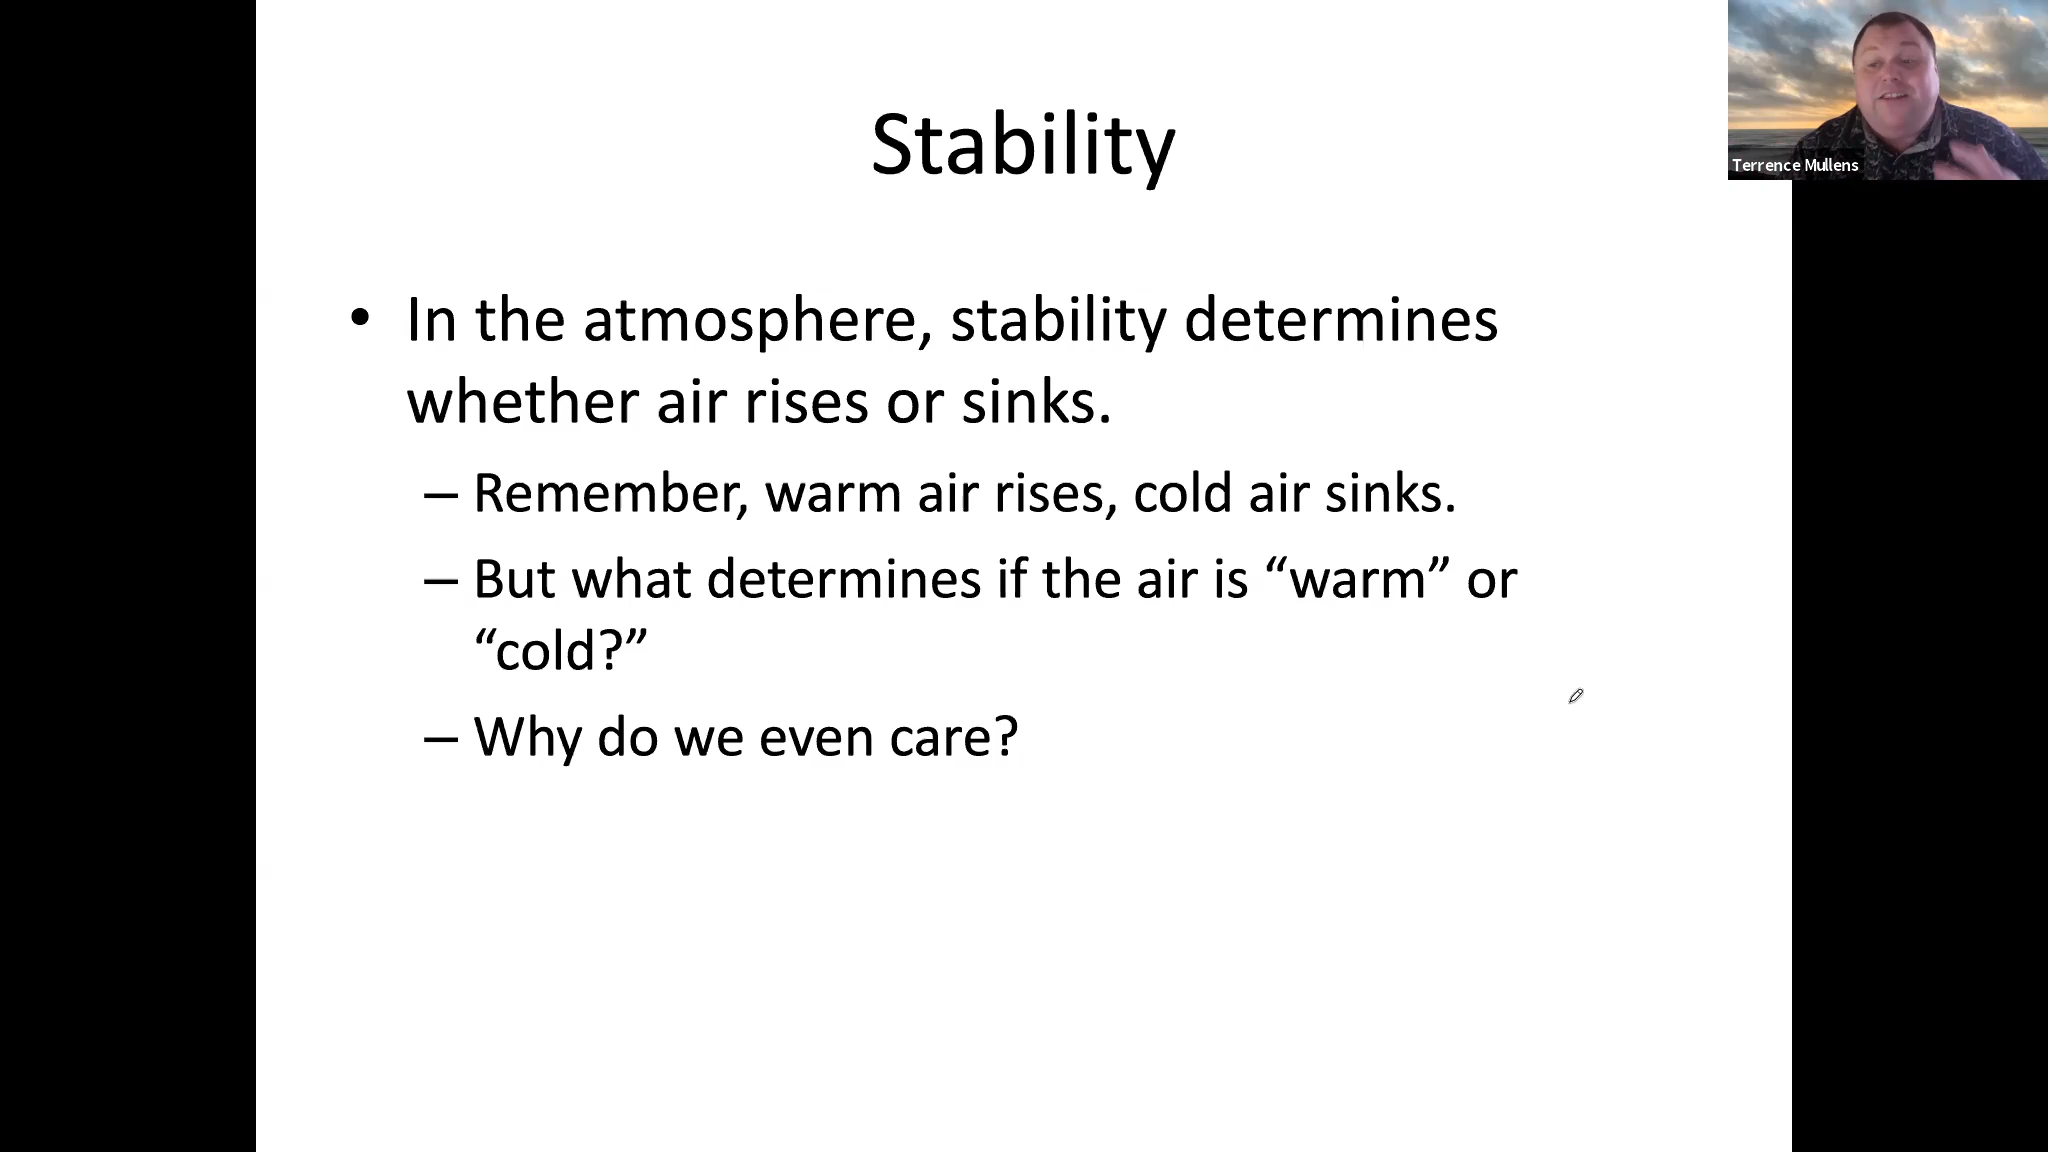 Stability
Terrence Mullens
• In the atmosphere, stability determines
whether air rises or sinks.
– Remember, warm air rises, cold air sinks.
– But what determines if the air is “warm” or
“cold?”
– Why do we even care?